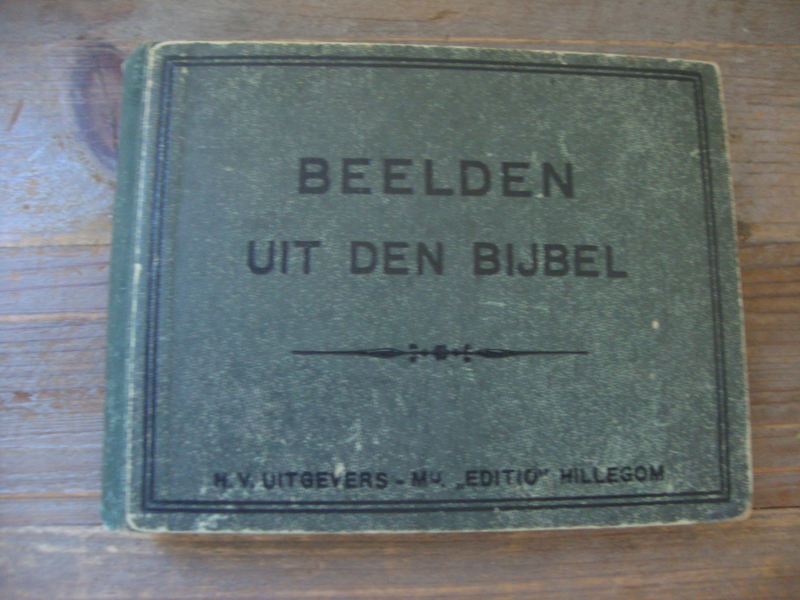 BEELDEN
UIT DEN BIJBEL
N.V. UITGEVERS - Mij. „EDITIO" HILLEGOM